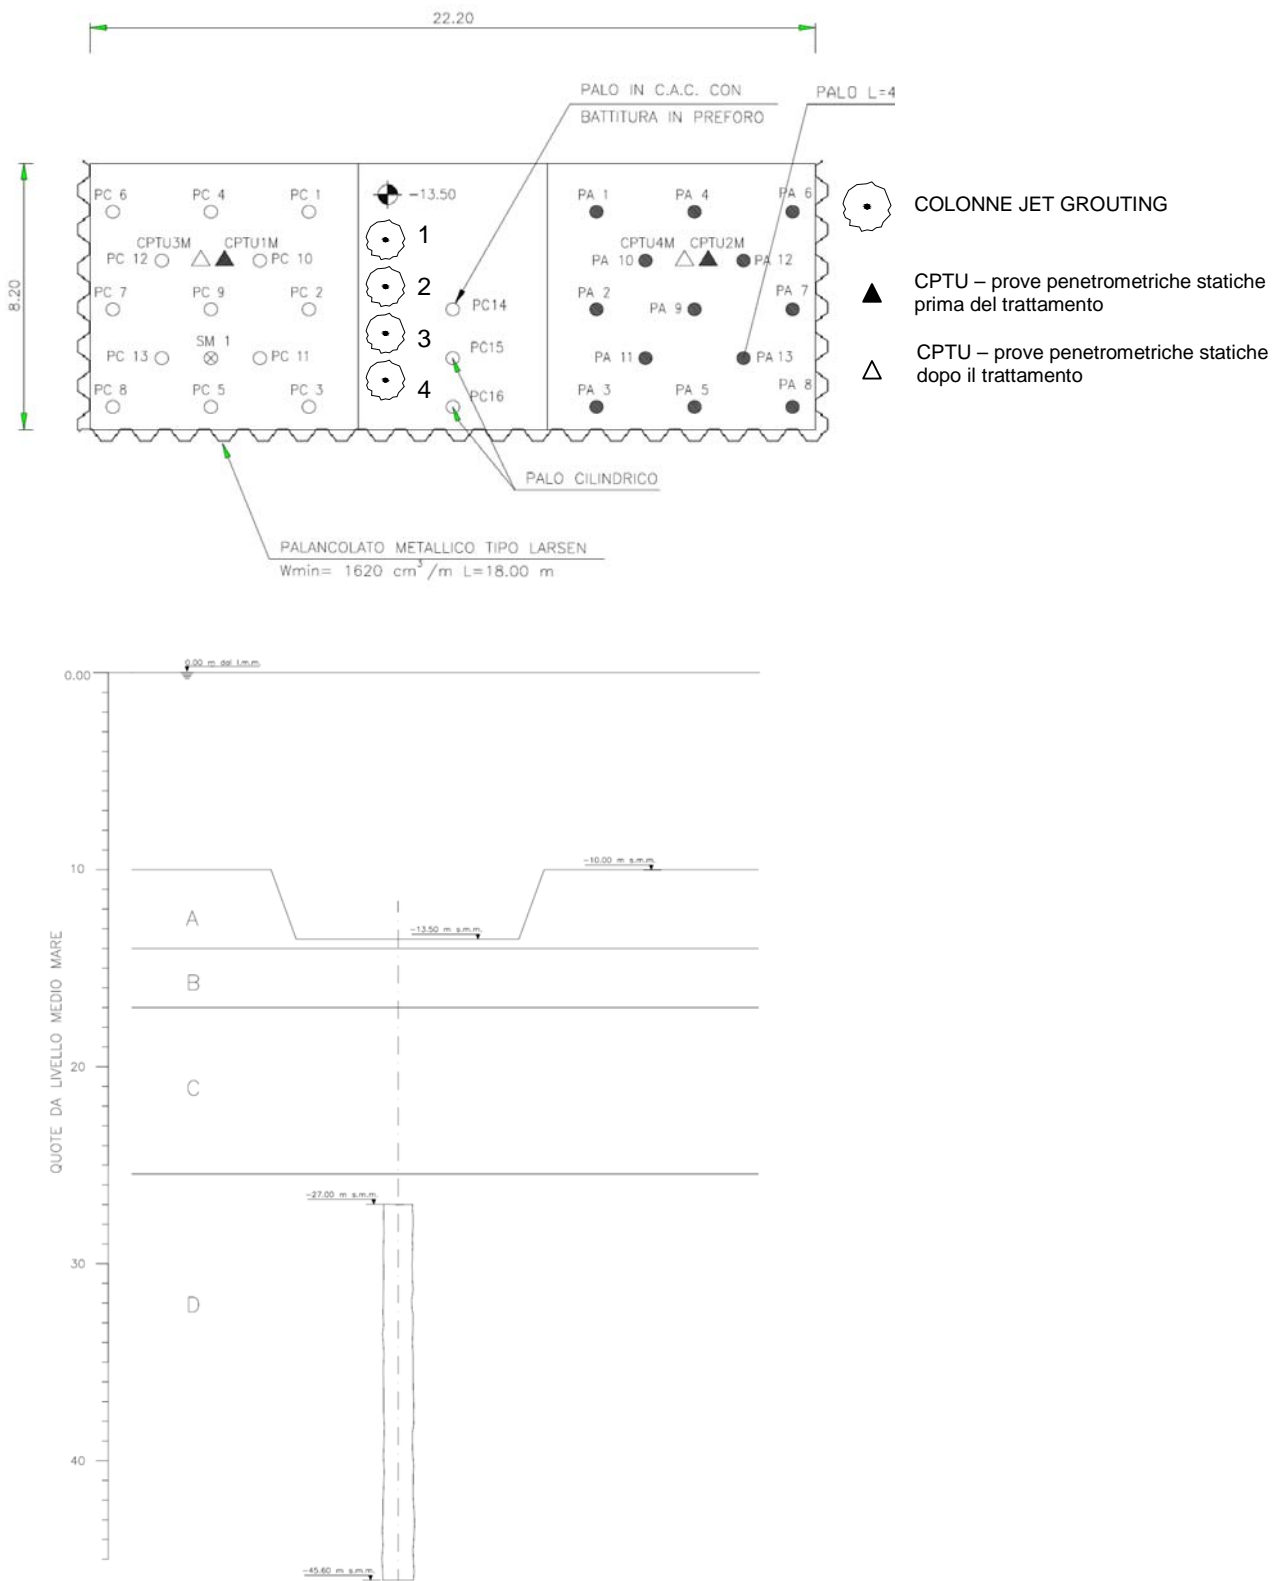 22.20
PALO IN C.A.C. CON
BATTITURA IN PREFORO
PALO L=4
8.20
PC 6
PC 4
PC 1
-13.50
PA 1
PA 4
PA 6
COLONNE JET GROUTING
1
CPTU3M
CPTU1M
CPTU4M
CPTU2M
PC 12
PC 10
PA 10
PA 12
CPTU – prove penetrometriche statiche
prima del trattamento
2
PC 7
PC 9
PC 2
PC14
PA 2
PA 9
PA 7
3
SM 1
PC 13
PC 11
PC15
PA 11
PA 13
CPTU – prove penetrometriche statiche
dopo il trattamento
4
PC 8
PC 5
PC 3
PC16
PA 3
PA 5
PA 8
PALO CILINDRICO
PALANCOLATO METALLICO TIPO LARSEN
Wmin= 1620 cm³/m L=18.00 m
0.00 m dal l.m.m.
0.00
10
-10.00 m s.m.m.
A
-13.50 m s.m.m.
B
QUOTE DA LIVELLO MEDIO MARE
20
C
-27.00 m s.m.m.
30
D
40
-45.60 m s.m.m.